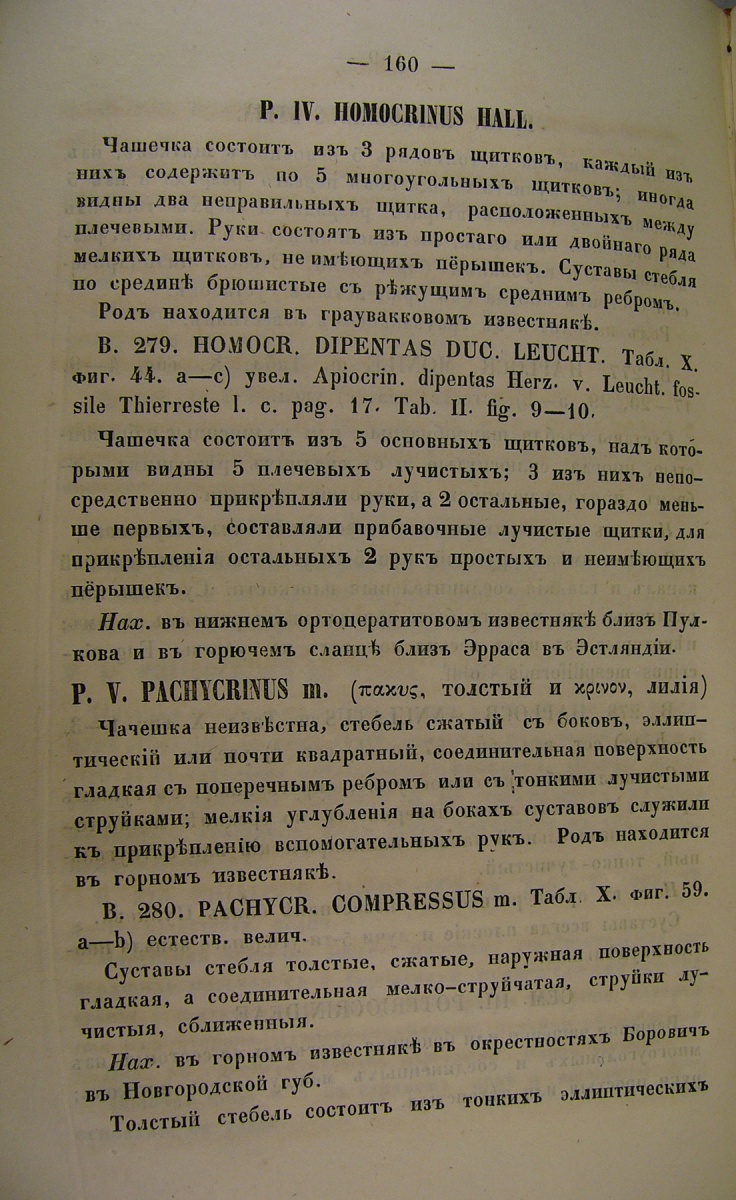 — 160 —
Р. IV. HOMOCRINUS HALL.
Чашечка состоитъ изъ 3 рядовъ щитковъ, каждый изъ
нихъ содержитъ по 5 многоугольныхъ щитковъ; иногда
видны два неправильныхъ щитка, расположенныхъ между
плечевыми. Руки состоятъ изъ простаго или двойнаго ряда
мелкихъ щитковъ, не имѣющихъ пёрышекъ. Суставы стебля
по срединѣ брюшистые съ рѣжущимъ среднимъ ребромъ.
Родъ находится въ граувакковомъ известнякѣ.
В. 279. HOMOCR. DIPENTAS DUC. LEUCHT. Табл. X.
Фиг. 44. a—c) увел. Apiocrin. dipentas Herz. v. Leucht. fos-
sile Thierreste l. c. pag. 17. Tab. II. fig. 9—10.
Чашечка состоитъ изъ 5 основныхъ щитковъ, надъ кото-
рыми видны 5 плечевыхъ лучистыхъ; 3 изъ нихъ непо-
средственно прикрѣпляли руки, а 2 остальные, гораздо мень-
ше первыхъ, составляли прибавочные лучистые щитки, для
прикрѣпленія остальныхъ 2 рукъ простыхъ и неимѣющихъ
пёрышекъ.
Нах. въ нижнемъ ортоцератитовомъ известнякѣ близъ Пул-
кова и въ горючемъ сланцѣ близъ Эрраса въ Эстляндіи.
Р. V. PACHYCRINUS m. (παχυς, толстый и κρινον, лилія)
Чачешка неизвѣстна, стебель сжатый съ боковъ, эллип-
тическій или почти квадратный, соединительная поверхность
гладкая съ поперечнымъ ребромъ или съ тонкими лучистыми
струйками; мелкія углубленія на бокахъ суставовъ служили
къ прикрѣпленію вспомогательныхъ рукъ. Родъ находится
въ горномъ известнякѣ.
В. 280. PACHYCR. COMPRESSUS m. Табл. X. Фиг. 59.
a—b) естеств. велич.
Суставы стебля толстые, сжатые, наружная поверхность
гладкая, а соединительная мелко-струйчатая, струйки лу-
чистыя, сближенныя.
Нах. въ горномъ известнякѣ въ окрестностяхъ Боровичъ
въ Новгородской губ.
Толстый стебель состоитъ изъ тонкихъ эллиптическихъ